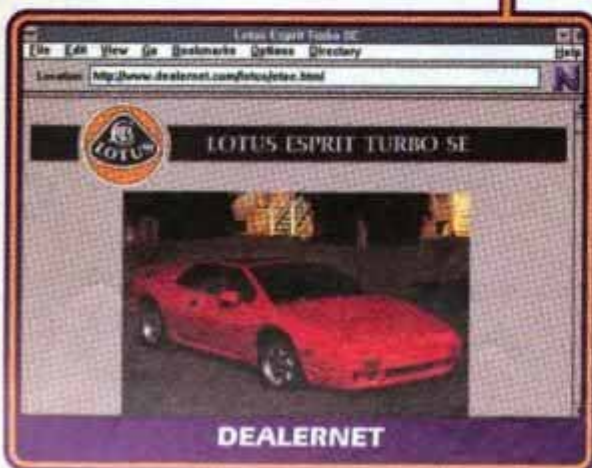 Lotus Esprit Turbo SE
File Edit View Go Bookmarks Options Directory Help
Location: http://www.dealernet.com/lotus/etse.html
N
LOTUS
LOTUS ESPRIT TURBO SE
DEALERNET